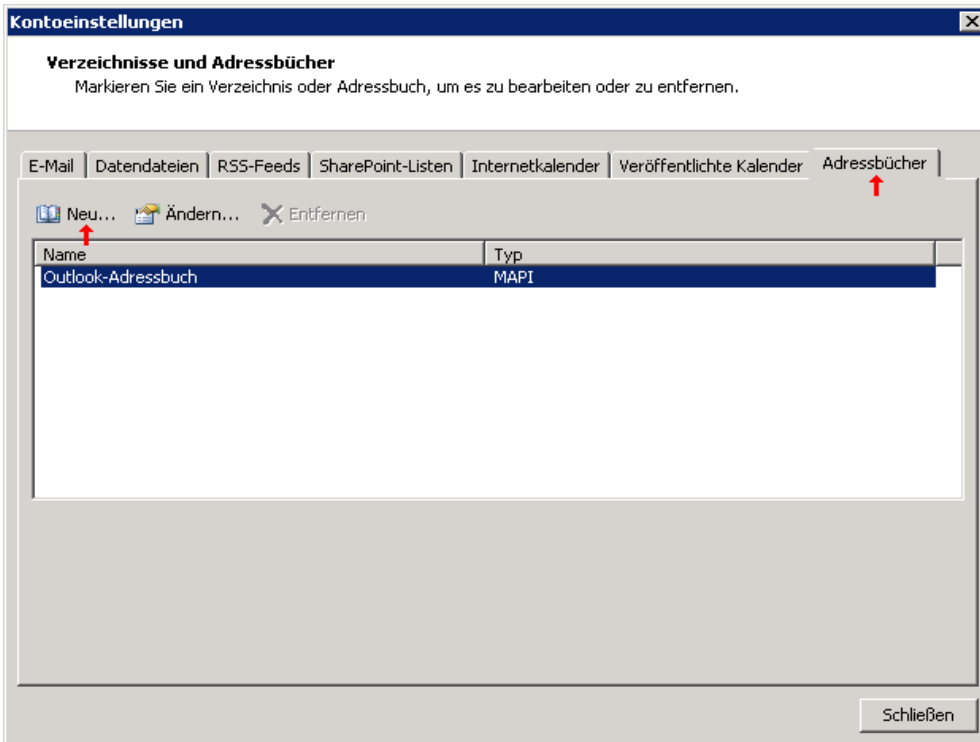 Kontoeinstellungen
Verzeichnisse und Adressbücher
Markieren Sie ein Verzeichnis oder Adressbuch, um es zu bearbeiten oder zu entfernen.
E-Mail Datendateien RSS-Feeds SharePoint-Listen Internetkalender Veröffentlichte Kalender Adressbücher
Neu... Ändern... Entfernen
Name Typ
Outlook-Adressbuch MAPI
Schließen